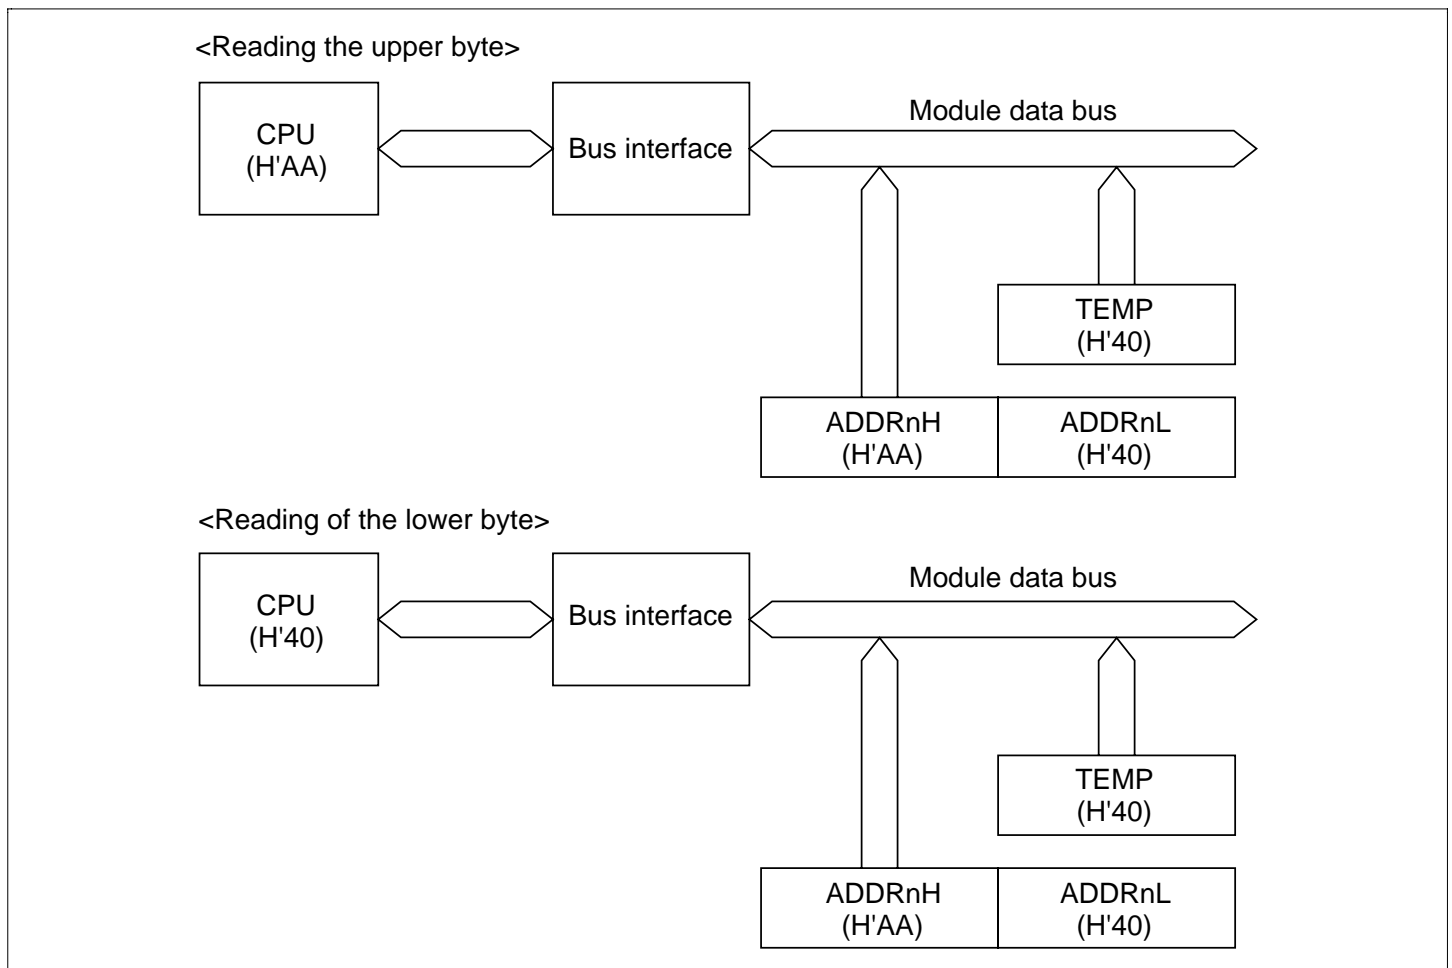 <Reading the upper byte>
Module data bus
CPU
(H'AA)
Bus interface
TEMP
(H'40)
ADDRnH
(H'AA)
ADDRnL
(H'40)
<Reading of the lower byte>
Module data bus
CPU
(H'40)
Bus interface
TEMP
(H'40)
ADDRnH
(H'AA)
ADDRnL
(H'40)